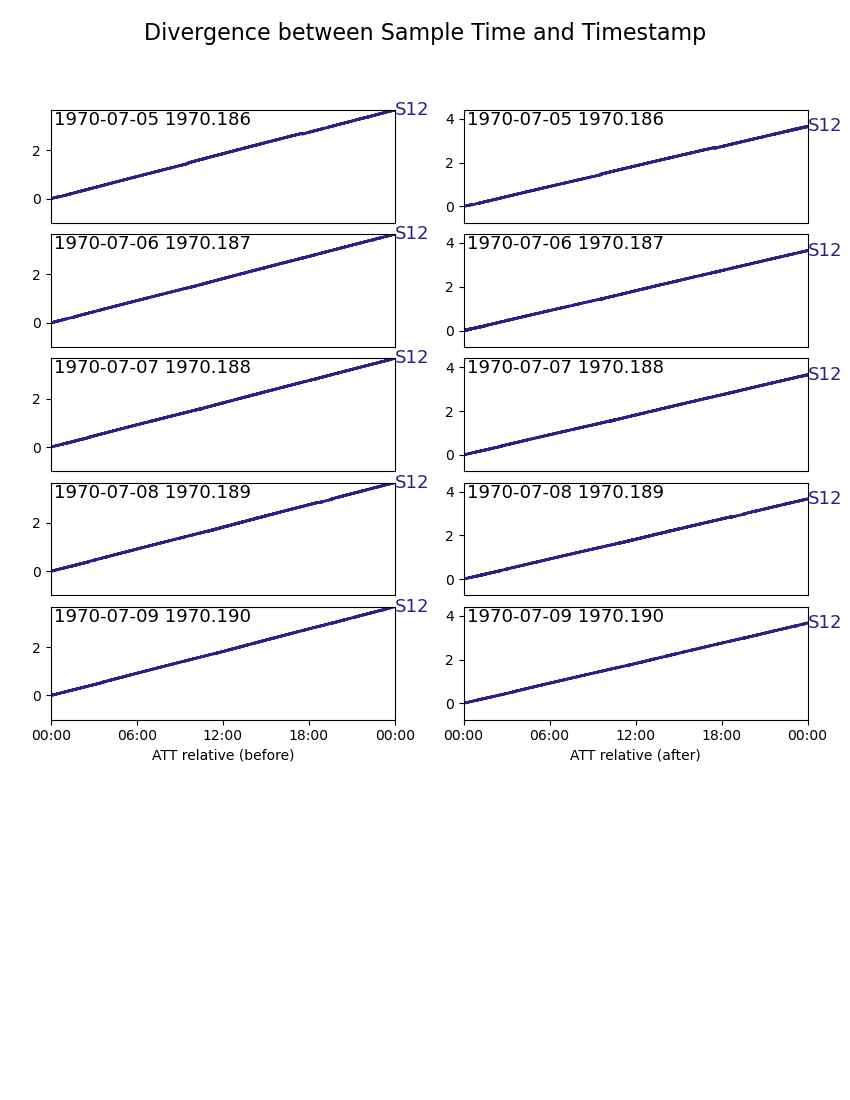 Divergence between Sample Time and Timestamp
1970-07-05 1970.186
S12
2
0
1970-07-05 1970.186
S12
4
2
0
1970-07-06 1970.187
S12
2
0
1970-07-06 1970.187
S12
4
2
0
1970-07-07 1970.188
S12
2
0
1970-07-07 1970.188
S12
4
2
0
1970-07-08 1970.189
S12
2
0
1970-07-08 1970.189
S12
4
2
0
1970-07-09 1970.190
S12
2
0
1970-07-09 1970.190
S12
4
2
0
00:00 06:00 12:00 18:00 00:00
ATT relative (before)
00:00 06:00 12:00 18:00 00:00
ATT relative (after)